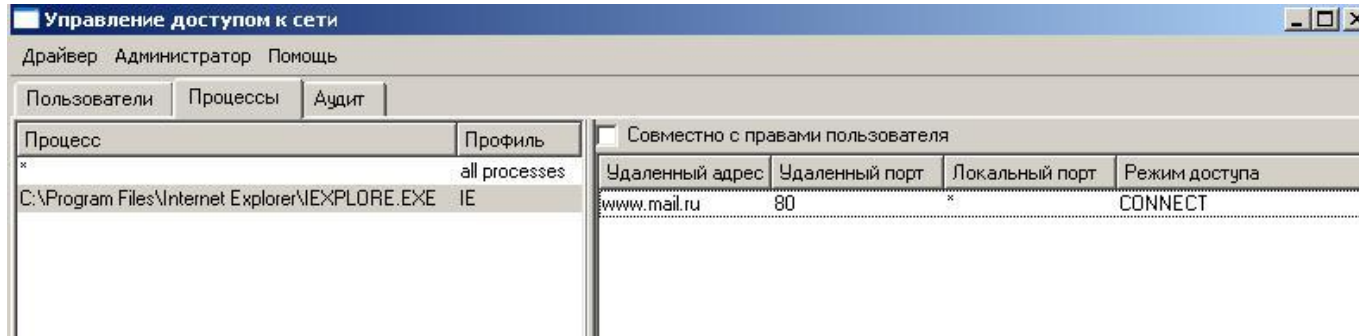 Управление доступом к сети
Драйвер Администратор Помощь
Пользователи Процессы Аудит
Процесс Профиль
* all processes
C:\Program Files\Internet Explorer\IEXPLORE.EXE IE
Совместно с правами пользователя
Удаленный адрес Удаленный порт Локальный порт Режим доступа
www.mail.ru 80 * CONNECT